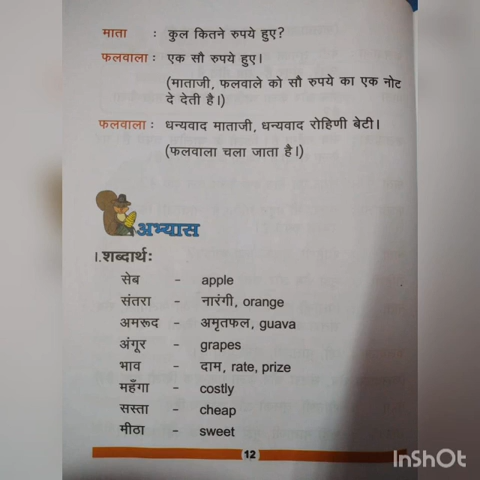 माता : कुल कितने रुपये हुए?
फलवाला : एक सौ रुपये हुए।
(माताजी, फलवाले को सौ रुपये का एक नोट
दे देती है।)
फलवाला : धन्यवाद माताजी, धन्यवाद रोहिणी बेटी।
(फलवाला चला जाता है।)
अभ्यास
I. शब्दार्थ:
सेब - apple
संतरा - नारंगी, orange
अमरूद - अमृतफल, guava
अंगूर - grapes
भाव - दाम, rate, prize
महँगा - costly
सस्ता - cheap
मीठा - sweet
12
InShOt